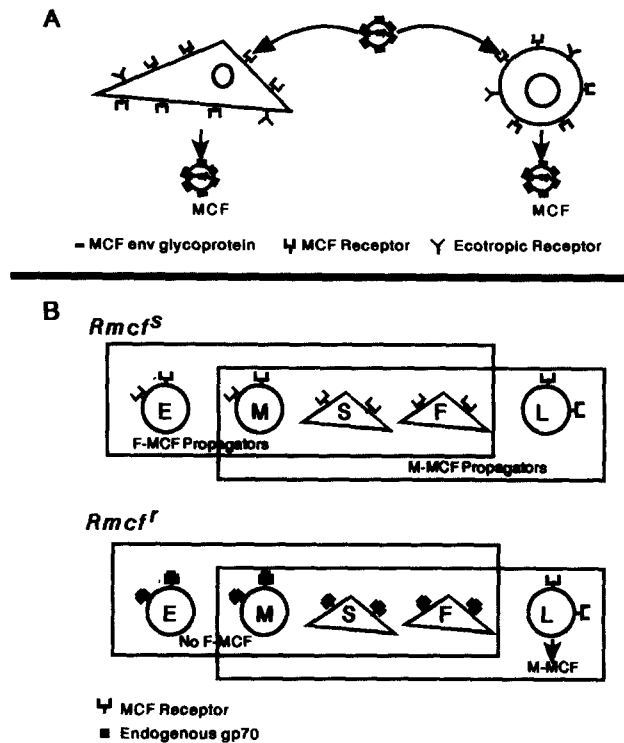 A
MCF
MCF
MCF env glycoprotein
MCF Receptor
Ecotropic Receptor
B
Rmcfs
E
M
S
F
L
F-MCF Propagators
M-MCF Propagators
Rmcfr
E
M
S
F
L
No F-MCF
M-MCF
MCF Receptor
Endogenous gp70